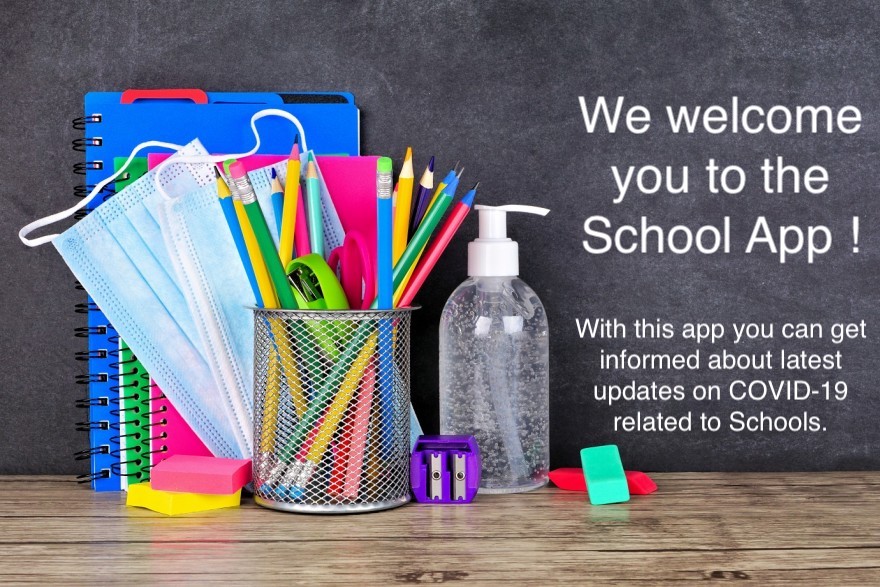 We welcome
you to the
School App !
With this app you can get
informed about latest
updates on COVID-19
related to Schools.